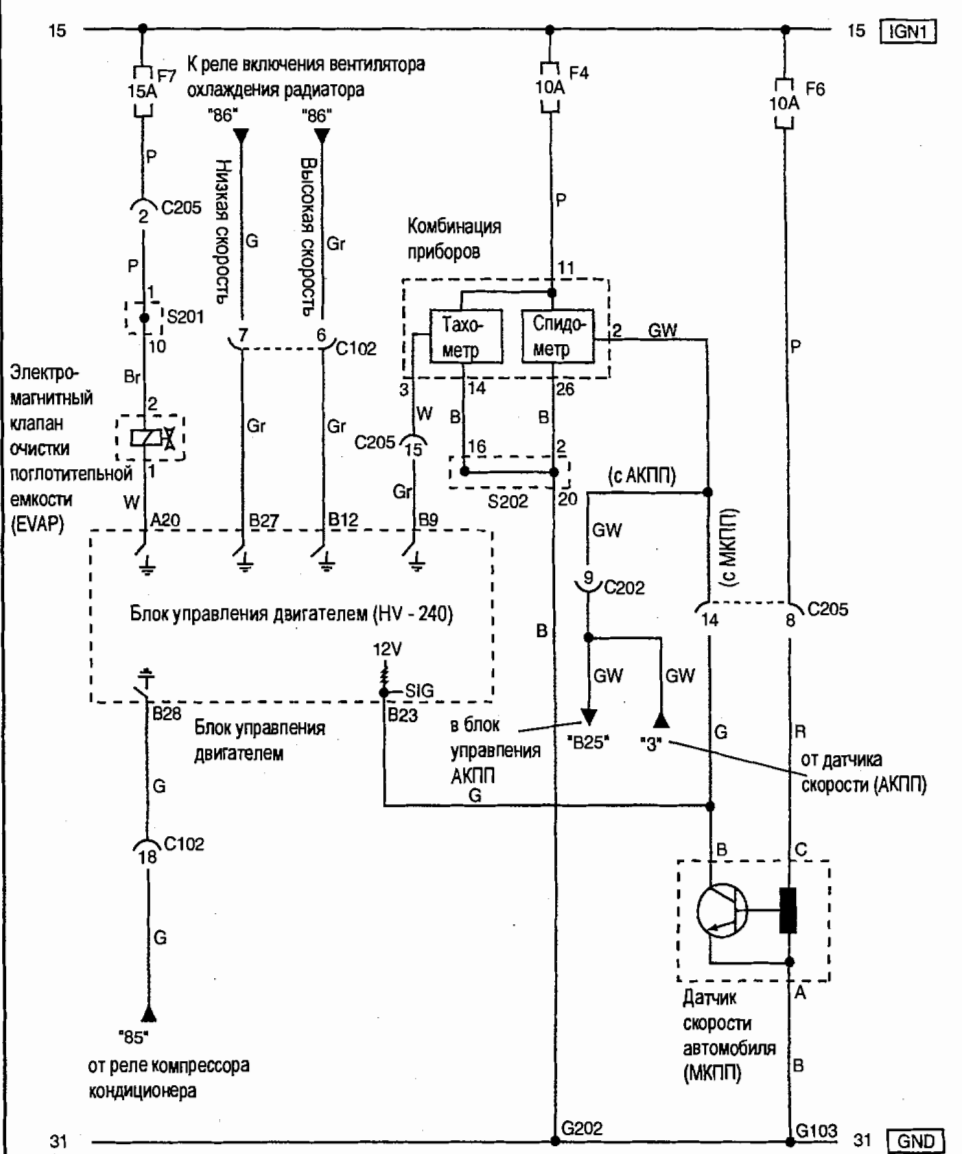 15
15 IGN1
F7
15A
К реле включения вентилятора
охлаждения радиатора
"86"
"86"
F4
10A
F6
10A
P
Низкая скорость
Высокая скорость
C205
2
G
Gr
P
Комбинация
приборов
11
P
1
S201
10
7
6
C102
Тахо-
метр
Спидо-
метр
2
GW
P
Электро-
магнитный
клапан
очистки
поглотительной
емкости
(EVAP)
Br
2
1
W
Gr
Gr
3
14
26
W
B
B
C205
15
16
2
Gr
S202
20
(с АКПП)
(с МКПП)
GW
A20
B27
B12
B9
9
C202
C205
14
8
Блок управления двигателем (HV - 240)
12V
SIG
B
GW
GW
B28
B23
Блок управления
двигателем
в блок
управления
АКПП
"B25"
"3"
G
R
от датчика
скорости (АКПП)
G
G
C102
18
B
C
G
"85"
от реле компрессора
кондиционера
A
Датчик
скорости
автомобиля
(МКПП)
B
G202
G103
31
31 GND